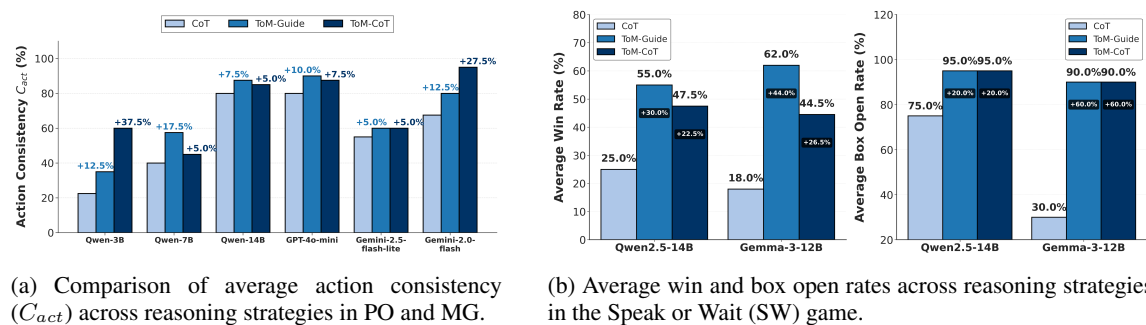 CoT ToM-Guide ToM-CoT
Action Consistency C_act (%)
100
80
60
40
20
0
+12.5% +37.5%
+17.5% +5.0%
+7.5% +5.0%
+10.0% +7.5%
+5.0% +5.0%
+12.5% +27.5%
Qwen-3B Qwen-7B Qwen-14B GPT-4o-mini Gemini-2.5-flash-lite Gemini-2.0-flash
(a) Comparison of average action consistency
(C_act) across reasoning strategies in PO and MG.
Average Win Rate (%)
80
70
60
50
40
30
20
10
0
CoT
ToM-Guide
ToM-CoT
25.0% 55.0% 47.5%
+30.0% +22.5%
18.0% 62.0% 44.5%
+44.0% +26.5%
Qwen2.5-14B Gemma-3-12B
Average Box Open Rate (%)
120
100
80
60
40
20
CoT
ToM-Guide
ToM-CoT
75.0% 95.0% 95.0%
+20.0% +20.0%
30.0% 90.0% 90.0%
+60.0% +60.0%
Qwen2.5-14B Gemma-3-12B
(b) Average win and box open rates across reasoning strategies
in the Speak or Wait (SW) game.